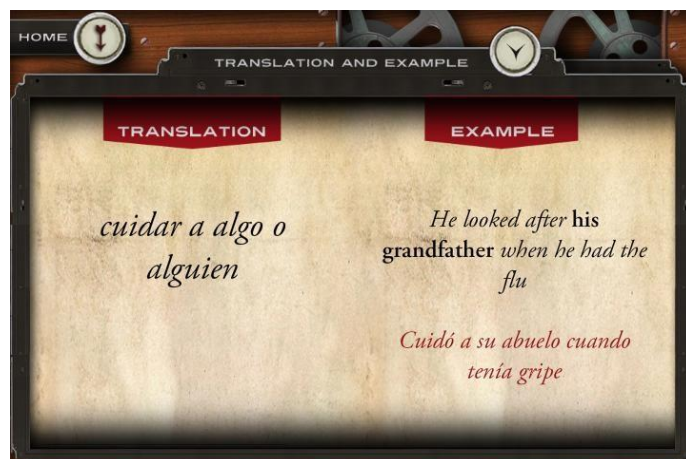 HOME
TRANSLATION AND EXAMPLE
TRANSLATION
EXAMPLE
cuidar a algo o
alguien
He looked after his
grandfather when he had the
flu
Cuidó a su abuelo cuando
tenía gripe